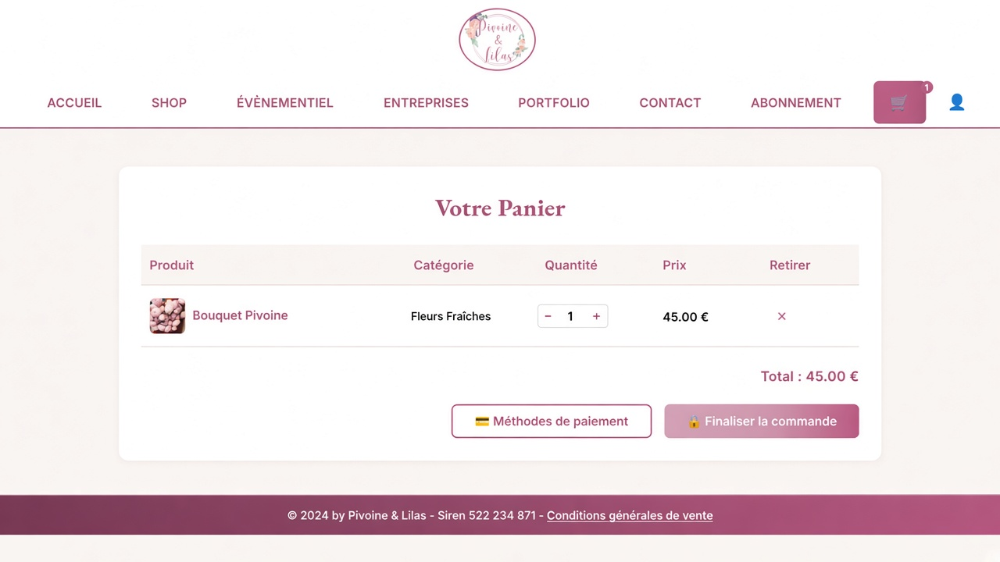 Pivoine
&
Lilas
ACCUEIL SHOP ÉVÈNEMENTIEL ENTREPRISES PORTFOLIO CONTACT ABONNEMENT 1
Votre Panier
Produit Catégorie Quantité Prix Retirer
Bouquet Pivoine Fleurs Fraîches − 1 + 45.00 € ×
Total : 45.00 €
Méthodes de paiement Finaliser la commande
© 2024 by Pivoine & Lilas - Siren 522 234 871 - Conditions générales de vente